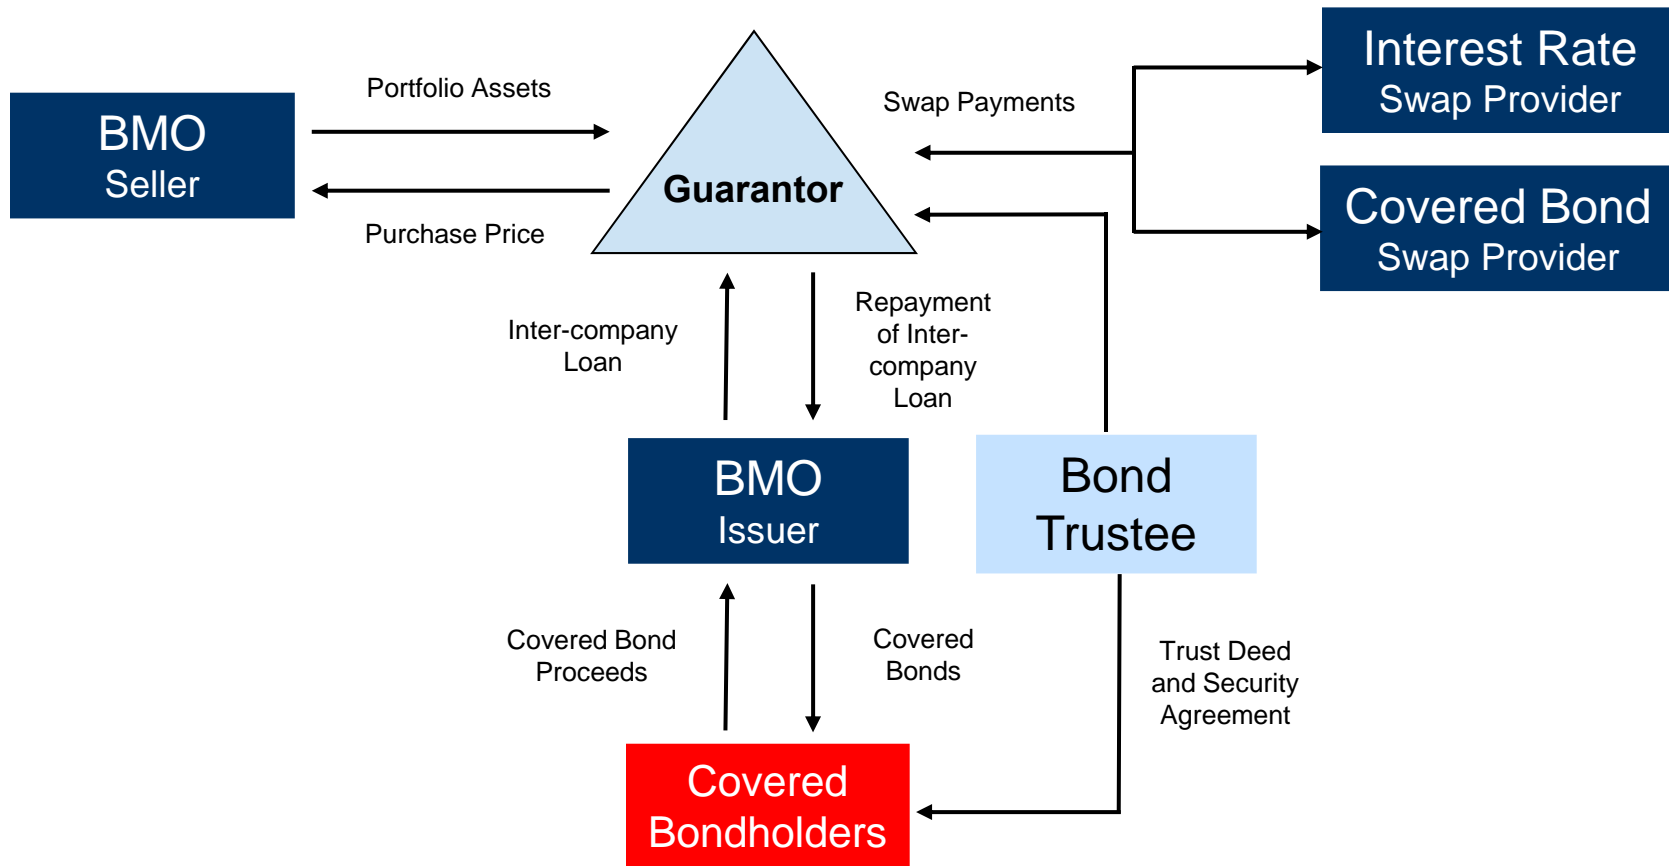 Interest Rate
Swap Provider
Portfolio Assets
Swap Payments
BMO
Seller
Guarantor
Covered Bond
Swap Provider
Purchase Price
Inter-company
Loan
Repayment
of Inter-
company
Loan
BMO
Issuer
Bond
Trustee
Covered Bond
Proceeds
Covered
Bonds
Trust Deed
and Security
Agreement
Covered
Bondholders